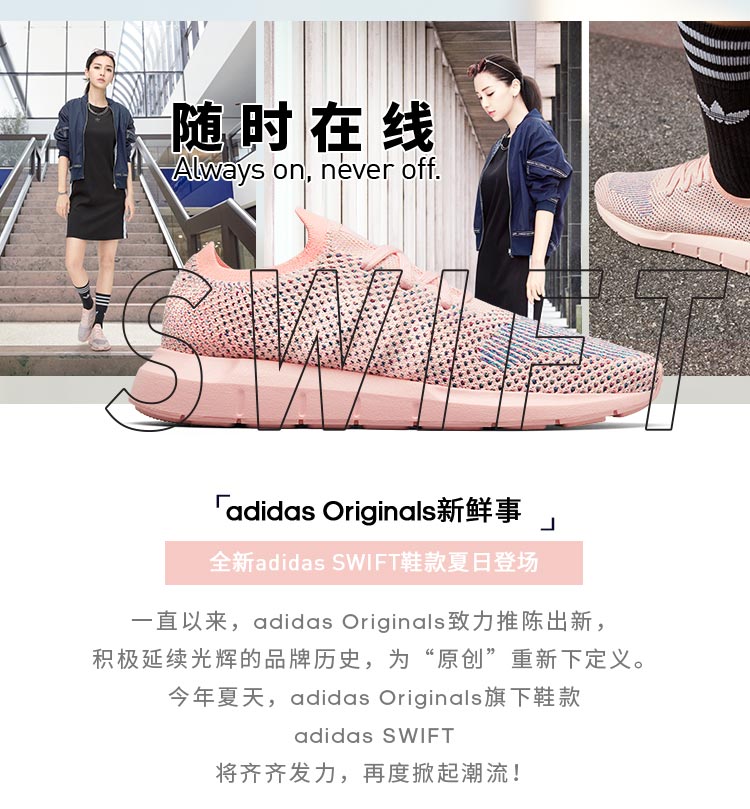 随时在线
Always on, never off.
SWIFT
「adidas Originals新鲜事」
全新adidas SWIFT鞋款夏日登场
一直以来，adidas Originals致力推陈出新，
积极延续光辉的品牌历史，为“原创”重新下定义。
今年夏天，adidas Originals旗下鞋款
adidas SWIFT
将齐齐发力，再度掀起潮流！